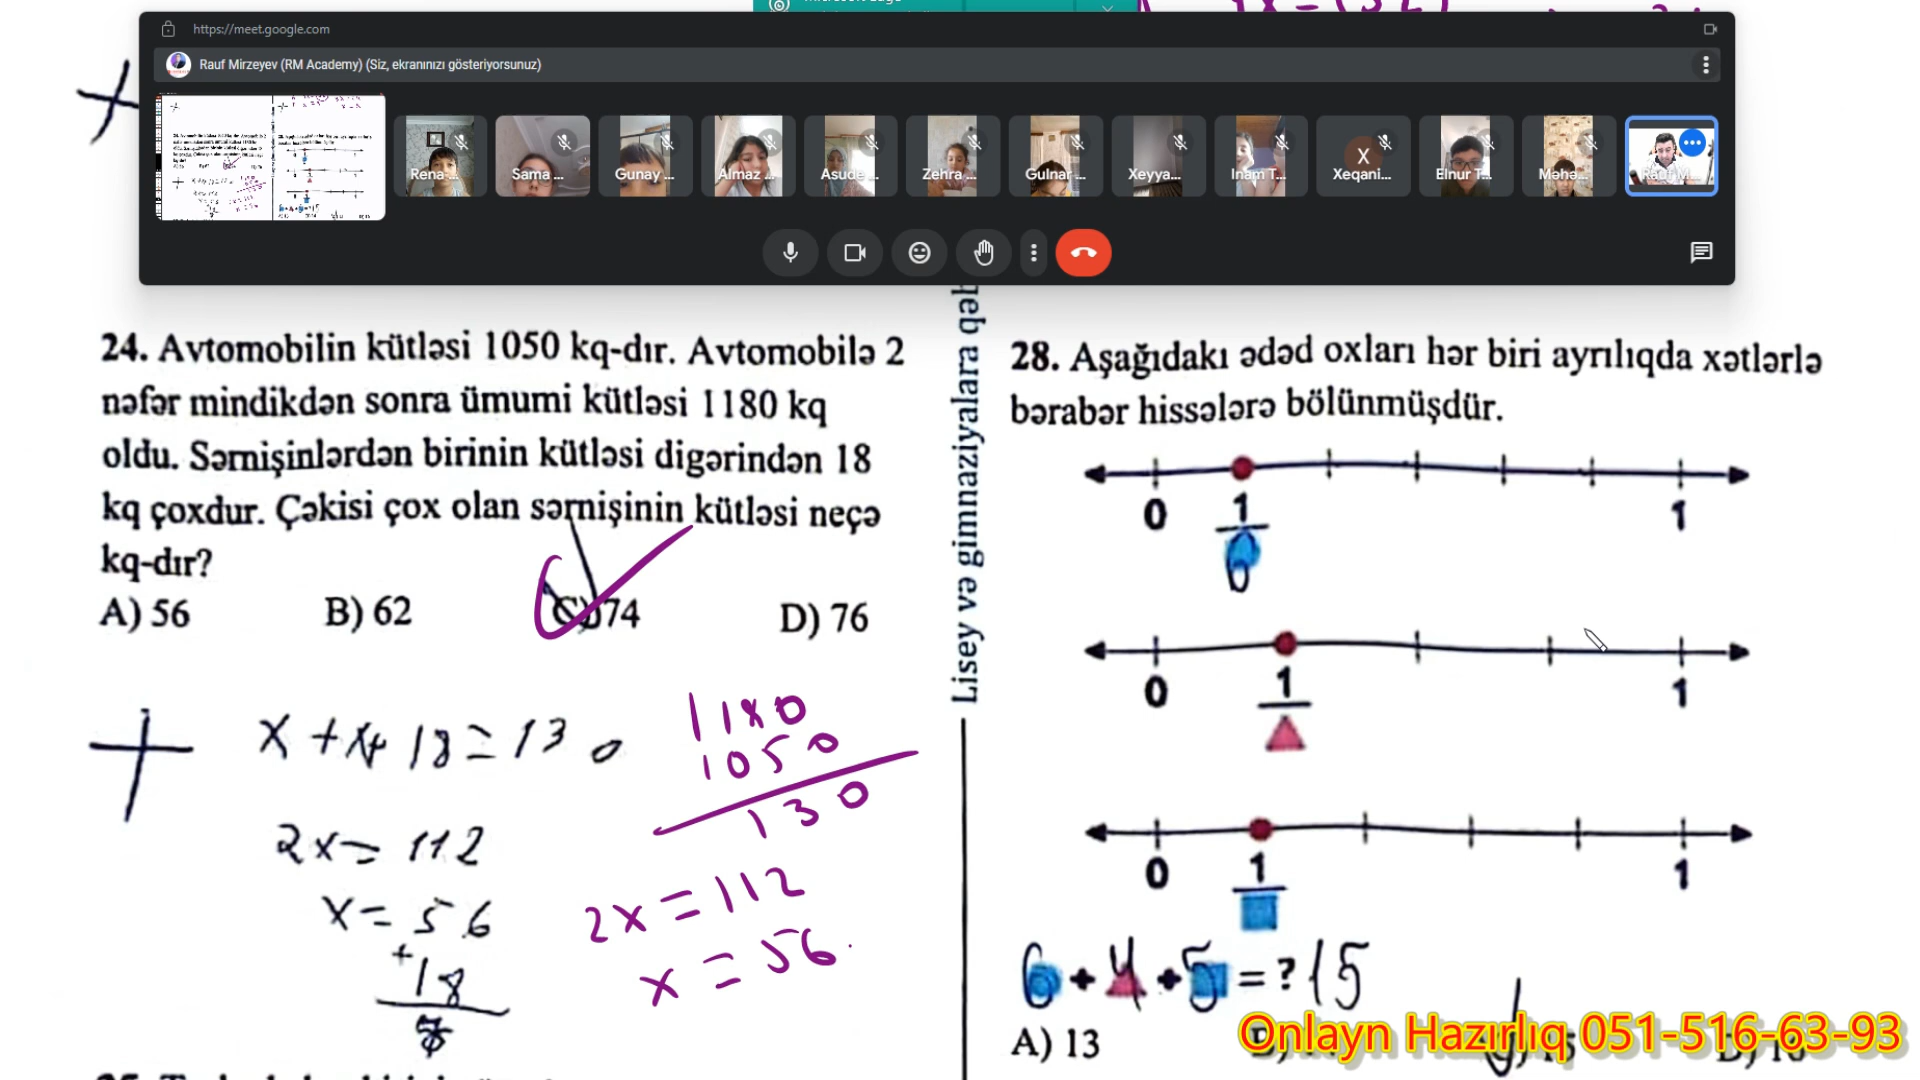 https://meet.google.com
Rauf Mirzeyev (RM Academy) (Siz, ekranınızı gösteriyorsunuz)
Rena-...
Sama ...
Gunay ...
Almaz ...
Asude ...
Zehra ...
Gulnar ...
Xeyya...
Inam T...
X
Xeqani...
Elnur T...
Məhə...
Rauf M...
24. Avtomobilin kütləsi 1050 kq-dır. Avtomobilə 2
nəfər mindikdən sonra ümumi kütləsi 1180 kq
oldu. Sərnişinlərdən birinin kütləsi digərindən 18
kq çoxdur. Çəkisi çox olan sərnişinin kütləsi neçə
kq-dır?
A) 56 B) 62 C) 74 D) 76
x + x + 18 = 130
2x = 112
x = 56
+18
1180
1050
130
2x = 112
x = 56.
Lisey və gimnaziyalara
28. Aşağıdakı ədəd oxları hər biri ayrılıqda xətlərlə
bərabər hissələrə bölünmüşdür.
0 1 1
6
0 1 1
0 1 1
6 + 4 + 5 = ? 15
A) 13
Onlayn Hazırlıq 051-516-63-93